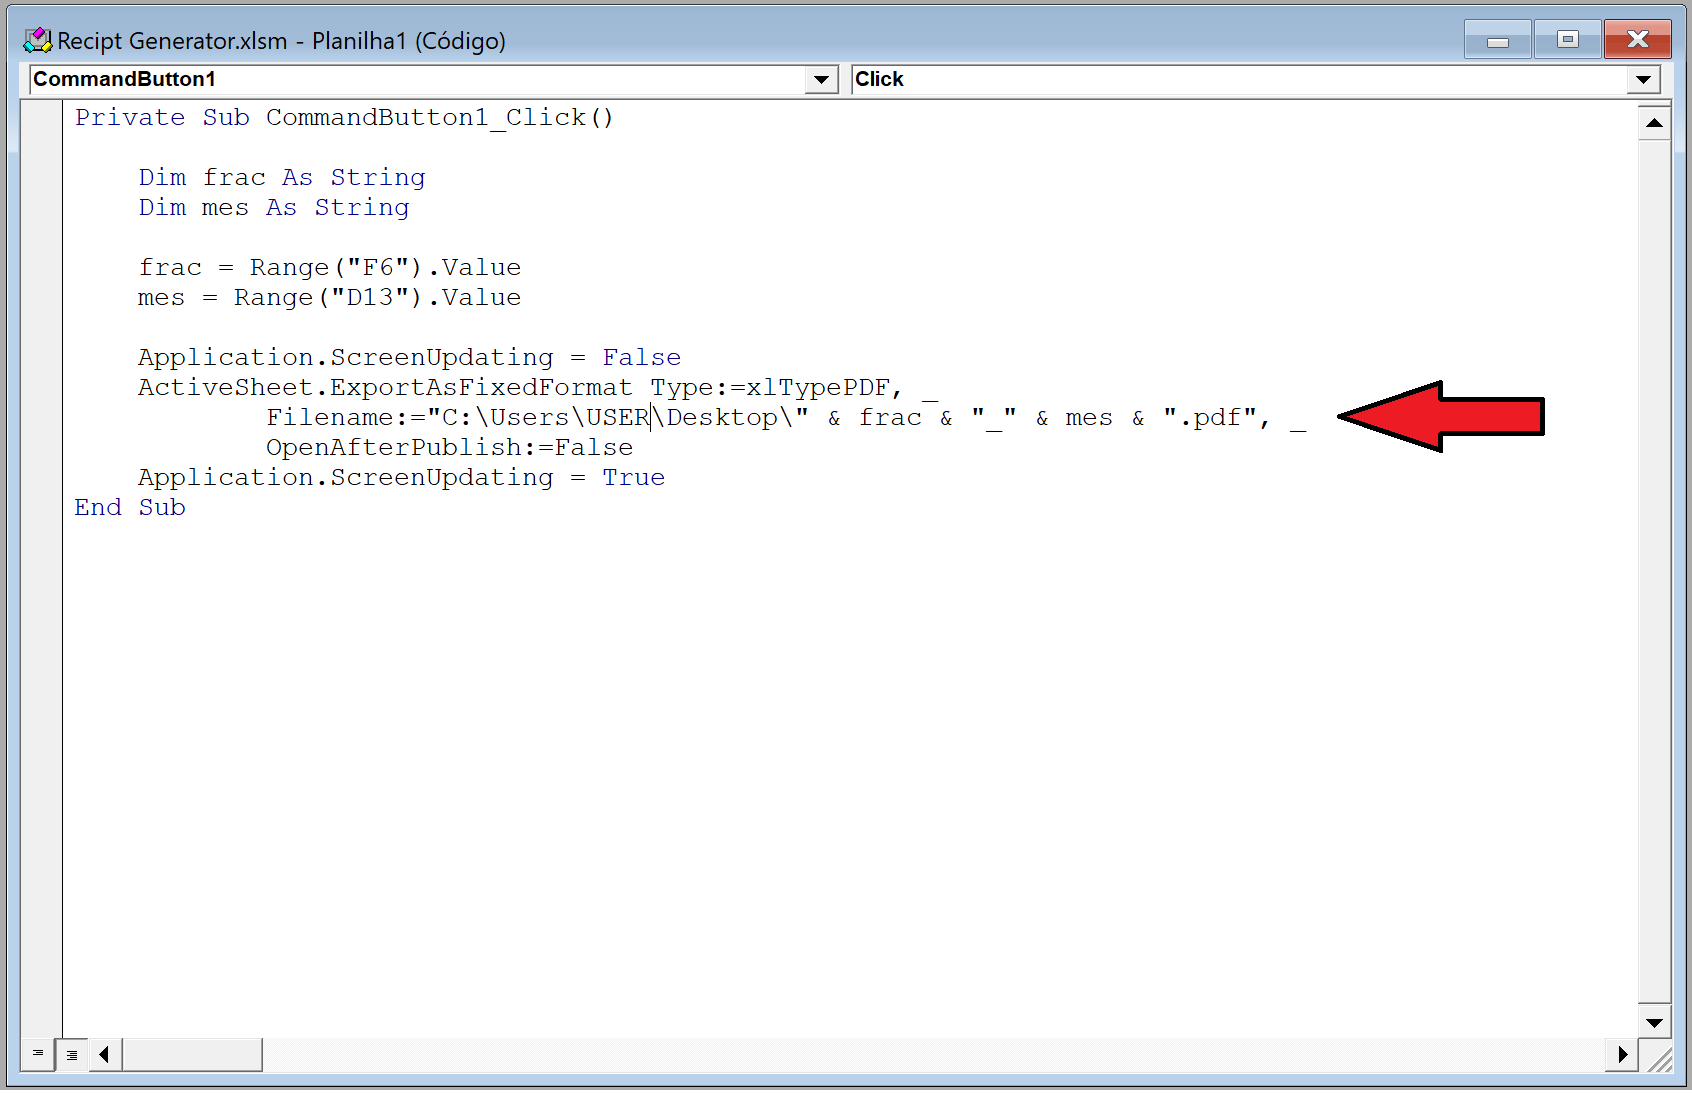 Recipt Generator.xlsm - Planilha1 (Código)
CommandButton1 Click
Private Sub CommandButton1_Click()
Dim frac As String
Dim mes As String
frac = Range("F6").Value
mes = Range("D13").Value
Application.ScreenUpdating = False
ActiveSheet.ExportAsFixedFormat Type:=xlTypePDF, _
Filename:="C:\Users\USER\Desktop\" & frac & "_" & mes & ".pdf", _
OpenAfterPublish:=False
Application.ScreenUpdating = True
End Sub